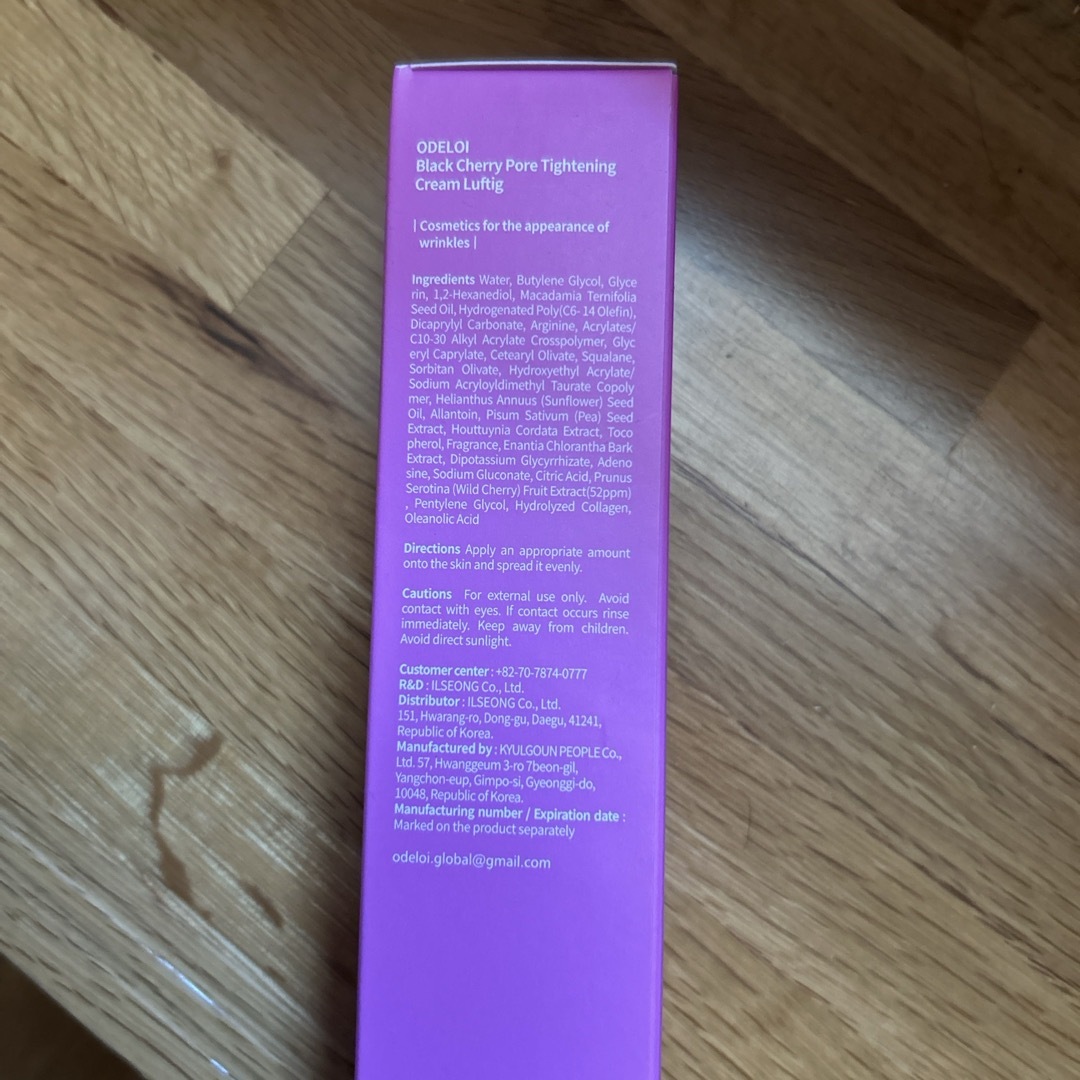 ODELOI
Black Cherry Pore Tightening
Cream Luftig
| Cosmetics for the appearance of
wrinkles |
Ingredients Water, Butylene Glycol, Glyce
rin, 1,2-Hexanediol, Macadamia Ternifolia
Seed Oil, Hydrogenated Poly(C6- 14 Olefin),
Dicaprylyl Carbonate, Arginine, Acrylates/
C10-30 Alkyl Acrylate Crosspolymer, Glyc
eryl Caprylate, Cetearyl Olivate, Squalane,
Sorbitan Olivate, Hydroxyethyl Acrylate/
Sodium Acryloyldimethyl Taurate Copoly
mer, Helianthus Annuus (Sunflower) Seed
Oil, Allantoin, Pisum Sativum (Pea) Seed
Extract, Houttuynia Cordata Extract, Toco
pherol, Fragrance, Enantia Chlorantha Bark
Extract, Dipotassium Glycyrrhizate, Adeno
sine, Sodium Gluconate, Citric Acid, Prunus
Serotina (Wild Cherry) Fruit Extract(52ppm)
, Pentylene Glycol, Hydrolyzed Collagen,
Oleanolic Acid
Directions Apply an appropriate amount
onto the skin and spread it evenly.
Cautions For external use only. Avoid
contact with eyes. If contact occurs rinse
immediately. Keep away from children.
Avoid direct sunlight.
Customer center : +82-70-7874-0777
R&D : ILSEONG Co., Ltd.
Distributor : ILSEONG Co., Ltd.
151, Hwarang-ro, Dong-gu, Daegu, 41241,
Republic of Korea.
Manufactured by : KYULGOUN PEOPLE Co.,
Ltd. 57, Hwanggeum 3-ro 7beon-gil,
Yangchon-eup, Gimpo-si, Gyeonggi-do,
10048, Republic of Korea.
Manufacturing number / Expiration date :
Marked on the product separately
odeloi.global@gmail.com